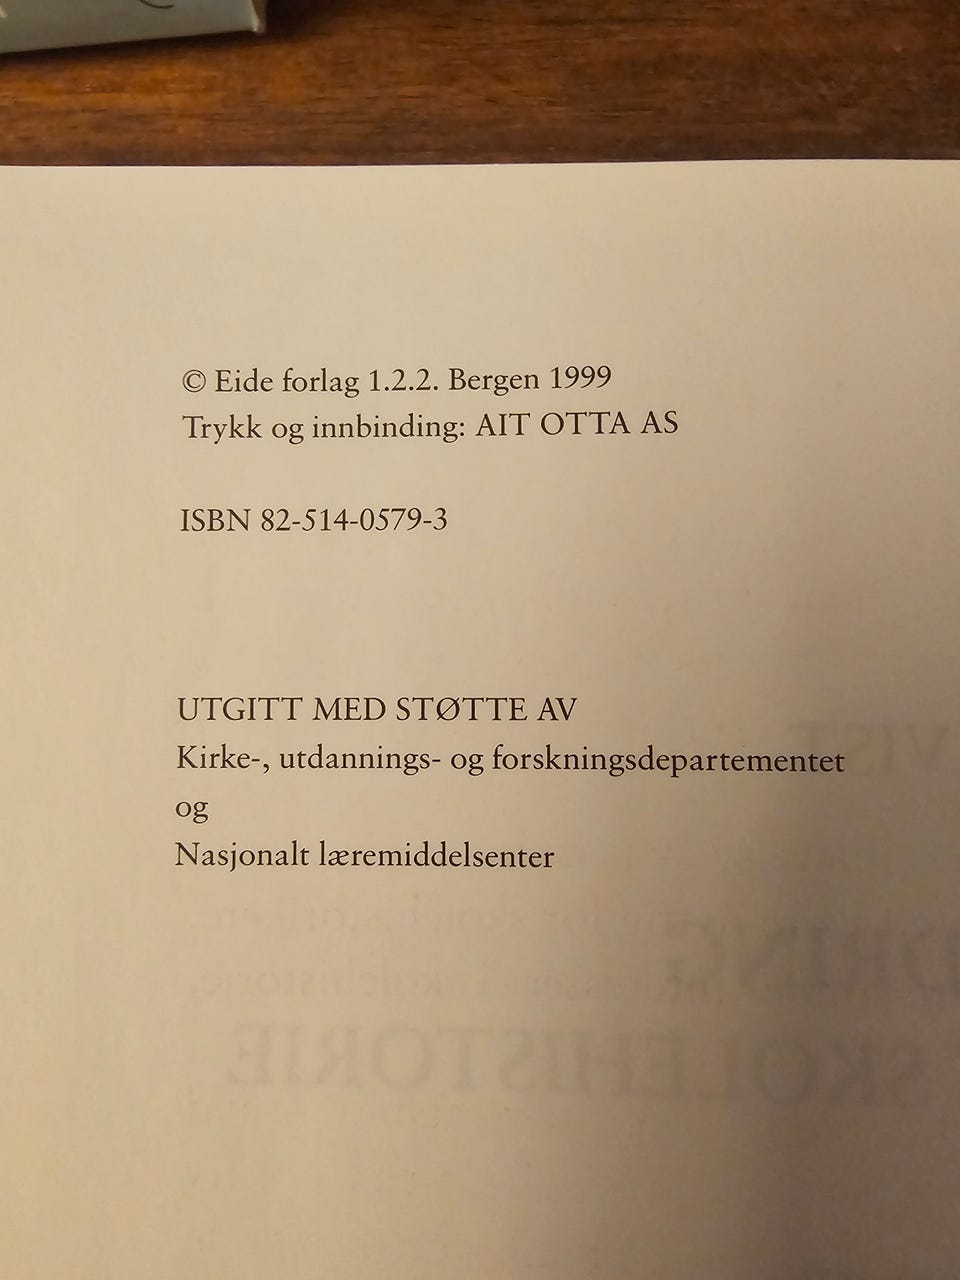 © Eide forlag 1.2.2. Bergen 1999
Trykk og innbinding: AIT OTTA AS
ISBN 82-514-0579-3
UTGITT MED STØTTE AV
Kirke-, utdannings- og forskningsdepartementet
og
Nasjonalt læremiddelsenter
SKOLEHISTORIE